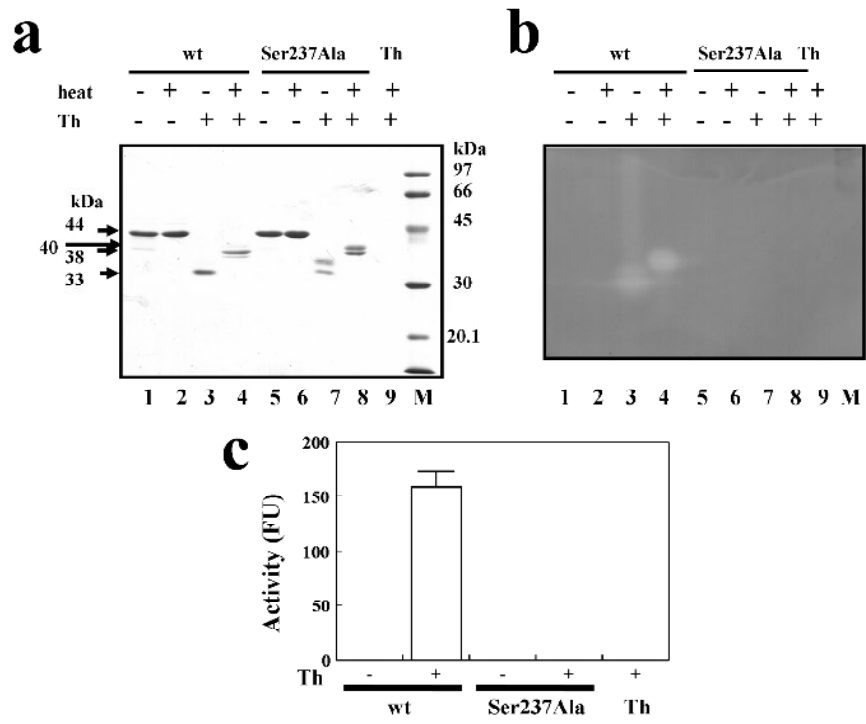 a
wt Ser237Ala Th
heat - + - + - + - + +
Th - - + + - - + + +
kDa
97
66
45
30
20.1
kDa
44
40
38
33
1 2 3 4 5 6 7 8 9 M
b
wt Ser237Ala Th
- + - + - + - + +
- - + + - - + + +
1 2 3 4 5 6 7 8 9 M
c
Activity (FU)
200
150
100
50
0
Th - + - + +
wt Ser237Ala Th